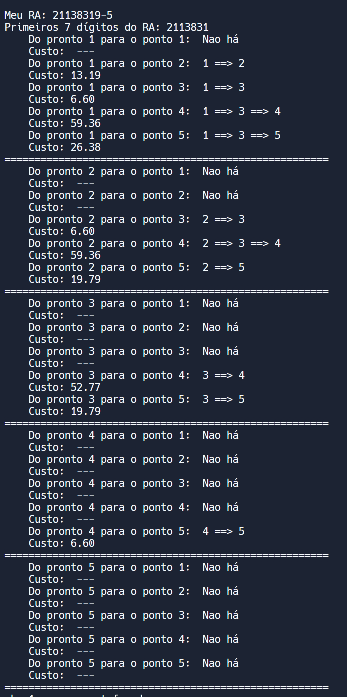 Meu RA: 21138319-5
Primeiros 7 dígitos do RA: 2113831
Do pronto 1 para o ponto 1: Nao há
Custo: ---
Do pronto 1 para o ponto 2: 1 ==> 2
Custo: 13.19
Do pronto 1 para o ponto 3: 1 ==> 3
Custo: 6.60
Do pronto 1 para o ponto 4: 1 ==> 3 ==> 4
Custo: 59.36
Do pronto 1 para o ponto 5: 1 ==> 3 ==> 5
Custo: 26.38
=====================================================
Do pronto 2 para o ponto 1: Nao há
Custo: ---
Do pronto 2 para o ponto 2: Nao há
Custo: ---
Do pronto 2 para o ponto 3: 2 ==> 3
Custo: 6.60
Do pronto 2 para o ponto 4: 2 ==> 3 ==> 4
Custo: 59.36
Do pronto 2 para o ponto 5: 2 ==> 5
Custo: 19.79
=====================================================
Do pronto 3 para o ponto 1: Nao há
Custo: ---
Do pronto 3 para o ponto 2: Nao há
Custo: ---
Do pronto 3 para o ponto 3: Nao há
Custo: ---
Do pronto 3 para o ponto 4: 3 ==> 4
Custo: 52.77
Do pronto 3 para o ponto 5: 3 ==> 5
Custo: 19.79
=====================================================
Do pronto 4 para o ponto 1: Nao há
Custo: ---
Do pronto 4 para o ponto 2: Nao há
Custo: ---
Do pronto 4 para o ponto 3: Nao há
Custo: ---
Do pronto 4 para o ponto 4: Nao há
Custo: ---
Do pronto 4 para o ponto 5: 4 ==> 5
Custo: 6.60
=====================================================
Do pronto 5 para o ponto 1: Nao há
Custo: ---
Do pronto 5 para o ponto 2: Nao há
Custo: ---
Do pronto 5 para o ponto 3: Nao há
Custo: ---
Do pronto 5 para o ponto 4: Nao há
Custo: ---
Do pronto 5 para o ponto 5: Nao há
Custo: ---
=====================================================